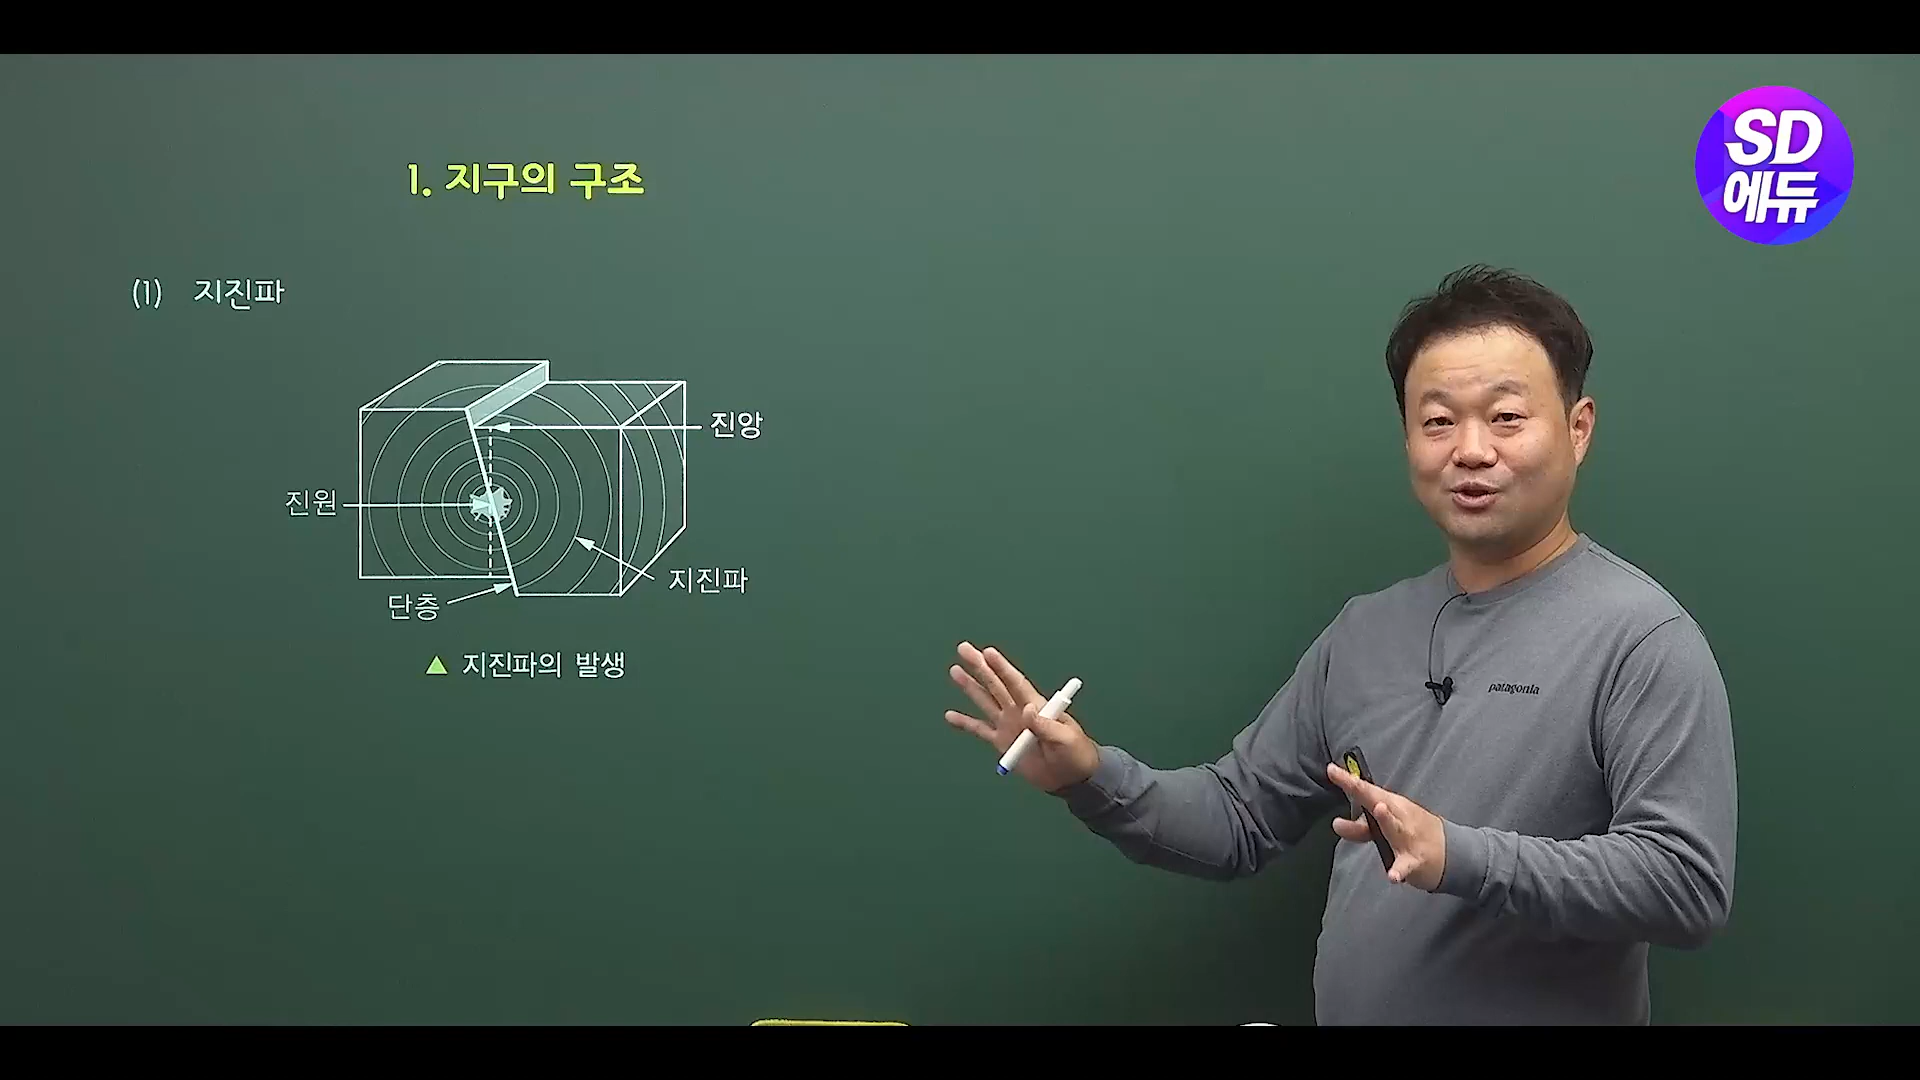 SD
에듀
1. 지구의 구조
(1) 지진파
진앙
진원
지진파
단층
▲ 지진파의 발생
patagonia